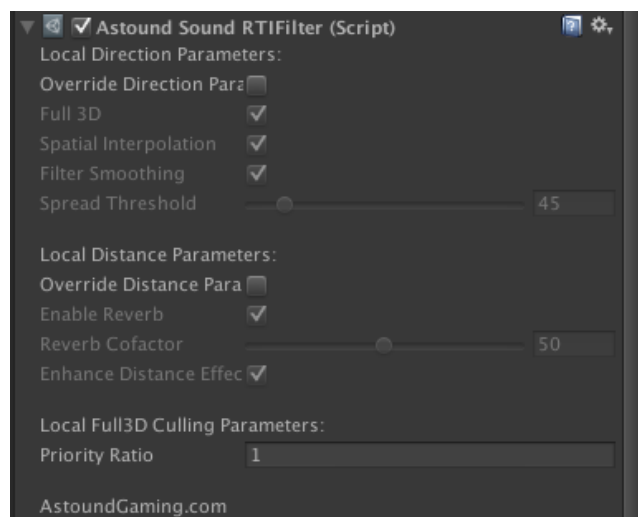 Astound Sound RTIFilter (Script)
Local Direction Parameters:
Override Direction Para
Full 3D
Spatial Interpolation
Filter Smoothing
Spread Threshold 45
Local Distance Parameters:
Override Distance Para
Enable Reverb
Reverb Cofactor 50
Enhance Distance Effec
Local Full3D Culling Parameters:
Priority Ratio 1
AstoundGaming.com